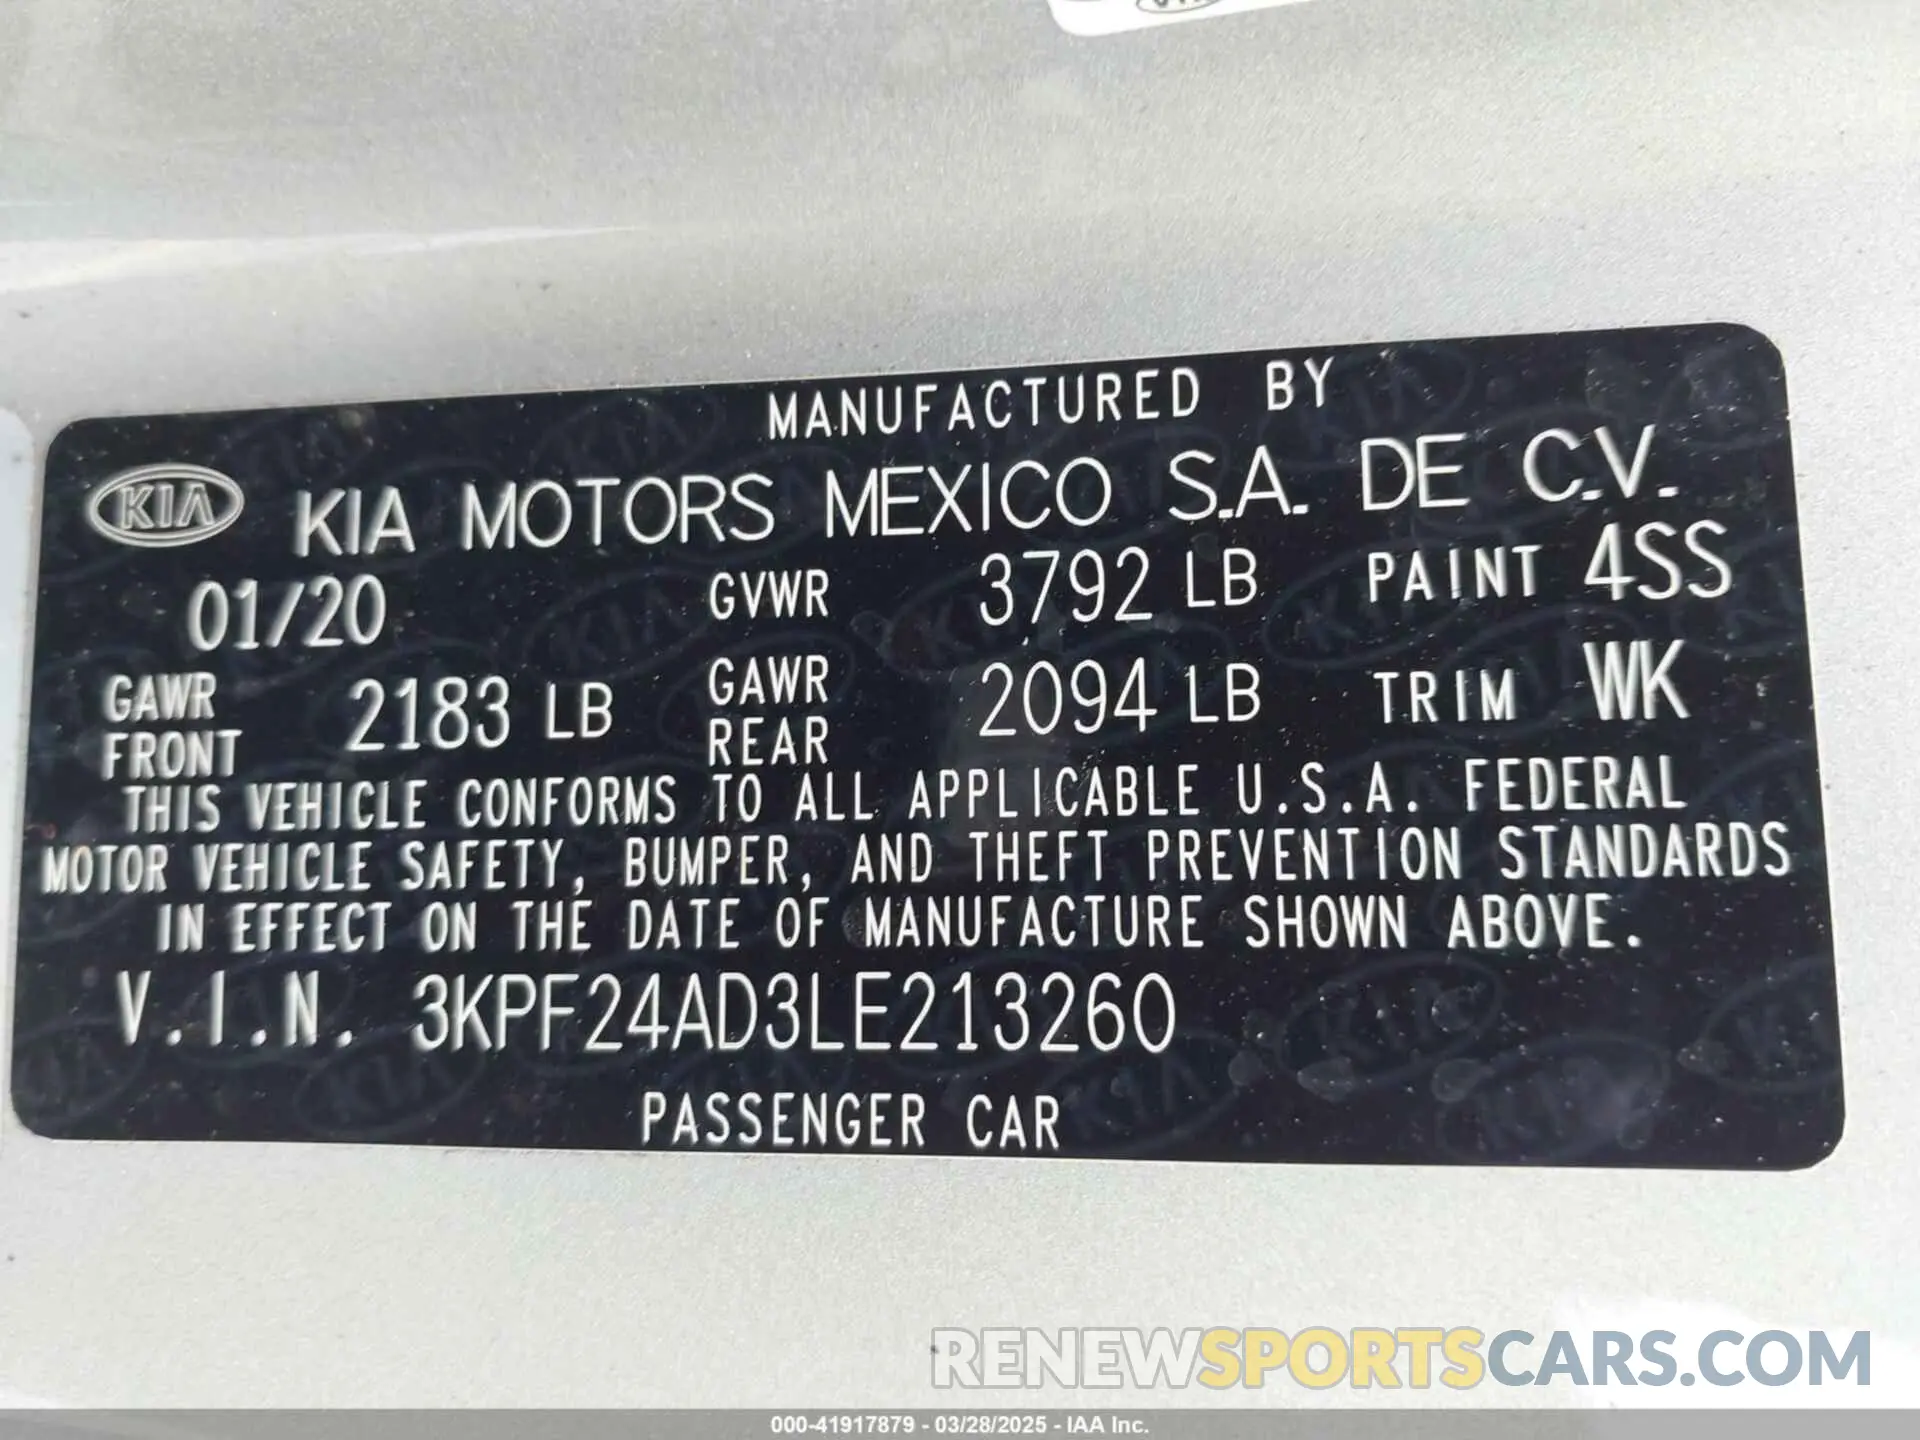 MANUFACTURED BY
KIA KIA MOTORS MEXICO S.A. DE C.V.
01/20 GVWR 3792 LB PAINT 4SS
GAWR FRONT 2183 LB GAWR REAR 2094 LB TRIM WK
THIS VEHICLE CONFORMS TO ALL APPLICABLE U.S.A. FEDERAL
MOTOR VEHICLE SAFETY, BUMPER, AND THEFT PREVENTION STANDARDS
IN EFFECT ON THE DATE OF MANUFACTURE SHOWN ABOVE.
V.I.N. 3KPF24AD3LE213260
PASSENGER CAR
RENEWSPORTSCARS.COM
000-41917879 - 03/28/2025 - IAA Inc.